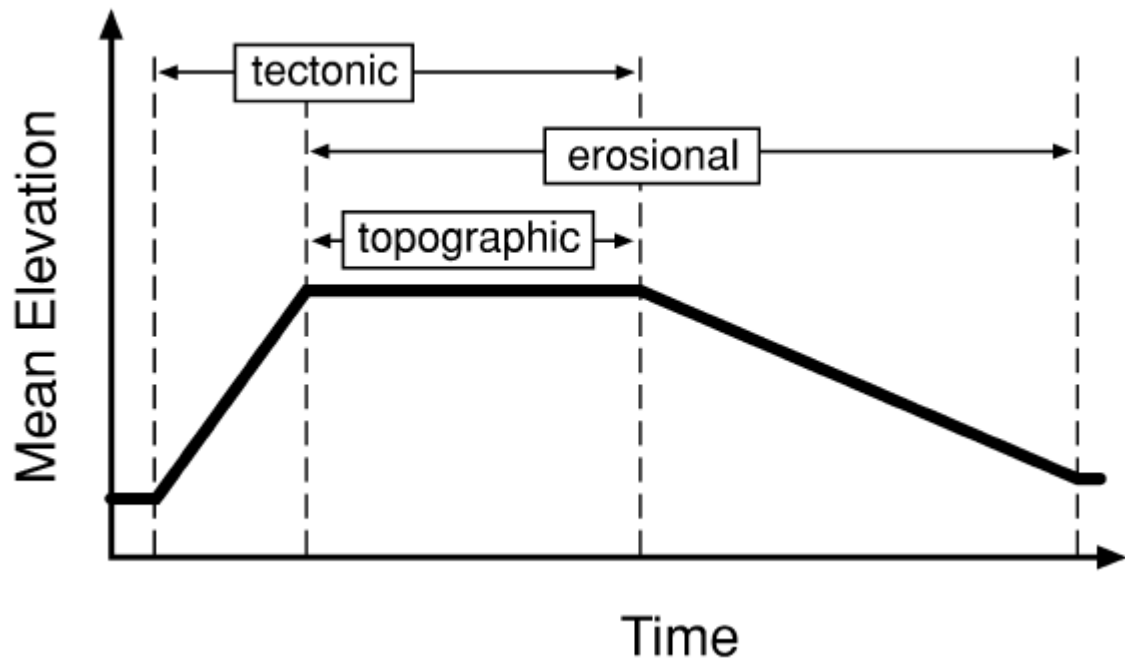 tectonic
erosional
topographic
Mean Elevation
Time